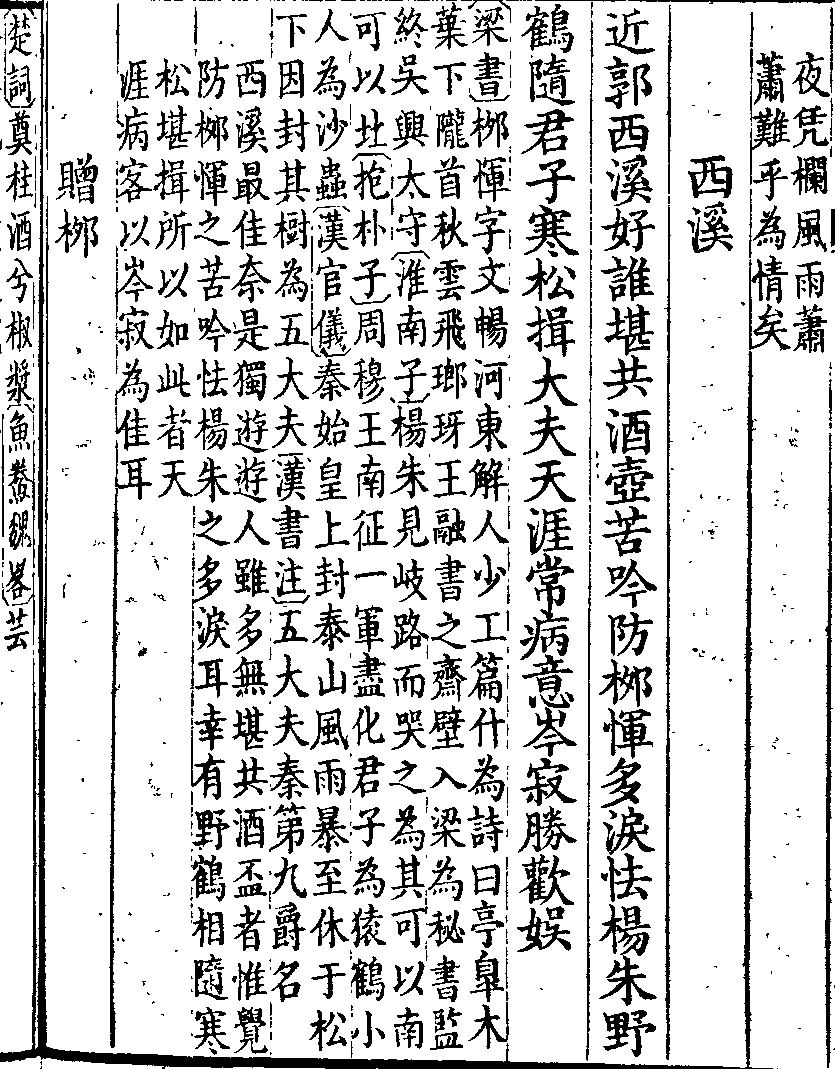 夜凭欄風雨蕭
蕭難乎為情矣
西溪
近郭西溪好誰堪共酒壺苦吟防栁惲多淚怯楊朱野
鶴隨君子寒松揖大夫天涯常病意岑寂勝歡娛
梁書栁惲字文暢河東解人少工篇什為詩曰亭臯木
葉下隴首秋雲飛瑯玡王融書之齋壁入梁為秘書監
終吳興太守淮南子楊朱見岐路而哭之為其可以南
可以北抱朴子周穆王南征一軍盡化君子為猿鶴小
人為沙蟲漢官儀秦始皇上封泰山風雨暴至休于松
下因封其樹為五大夫漢書注五大夫秦第九爵名
西溪最佳奈是獨遊遊人雖多無堪共酒盃者惟覺
防栁惲之苦吟怯楊朱之多淚耳幸有野鶴相隨寒
松堪揖所以如此者天
涯病客以岑寂為佳耳
贈栁
楚詞奠桂酒兮椒漿魚豢魏畧芸